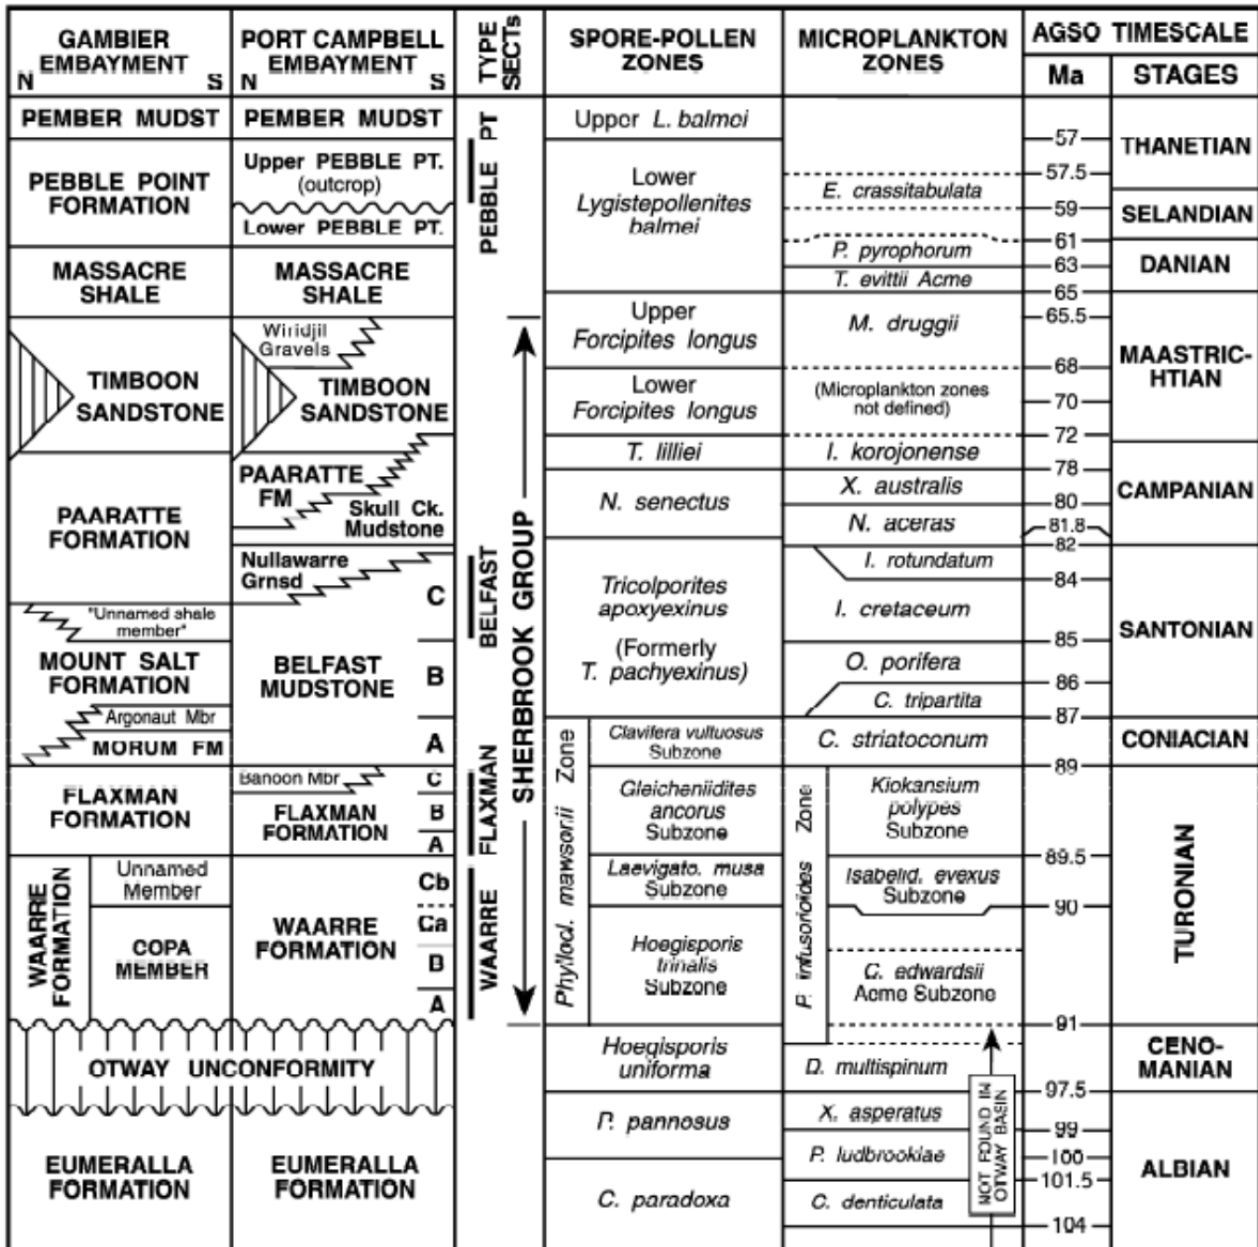 GAMBIER
EMBAYMENT
N S
PORT CAMPBELL
EMBAYMENT
N S
TYPE
SECTs
SPORE-POLLEN
ZONES
MICROPLANKTON
ZONES
AGSO TIMESCALE
Ma
STAGES
PEMBER MUDST
PEBBLE POINT
FORMATION
MASSACRE
SHALE
TIMBOON
SANDSTONE
PAARATTE
FORMATION
"Unnamed shale
member"
MOUNT SALT
FORMATION
Argonaut Mbr
MORUM FM
FLAXMAN
FORMATION
WAARRE
FORMATION
Unnamed
Member
COPA
MEMBER
OTWAY UNCONFORMITY
EUMERALLA
FORMATION
PEMBER MUDST
Upper PEBBLE PT.
(outcrop)
Lower PEBBLE PT.
MASSACRE
SHALE
Wiridjil
Gravels
TIMBOON
SANDSTONE
PAARATTE
FM
Skull Ck.
Mudstone
Nullawarre
Grnsd
C
BELFAST
MUDSTONE
B
A
Banoon Mbr
C
FLAXMAN
FORMATION
B
A
WAARRE
FORMATION
Cb
Ca
B
A
EUMERALLA
FORMATION
PEBBLE PT
BELFAST
FLAXMAN
WAARRE
SHERBROOK GROUP
Upper L. balmei
Lower
Lygistepollenites
balmei
Upper
Forcipites longus
Lower
Forcipites longus
T. lilliei
N. senectus
Tricolporites
apoxyexinus
(Formerly
T. pachyexinus)
Phyllocl. mawsonii Zone
Clavifera vultuosus
Subzone
Gleicheniidites
ancorus
Subzone
Laevigato. musa
Subzone
Hoegisporis
trinalis
Subzone
Hoegisporis
uniforma
P. pannosus
C. paradoxa
E. crassitabulata
P. pyrophorum
T. evittii Acme
M. druggii
(Microplankton zones
not defined)
I. korojonense
X. australis
N. aceras
I. rotundatum
I. cretaceum
O. porifera
C. tripartita
C. striatoconum
P. infusorioides Zone
Kiokansium
polypes
Subzone
Isabelid. evexus
Subzone
C. edwardsii
Acme Subzone
D. multispinum
X. asperatus
P. ludbrookiae
C. denticulata
NOT FOUND IN
OTWAY BASIN
57
57.5
59
61
63
65
65.5
68
70
72
78
80
81.8
82
84
85
86
87
89
89.5
90
91
97.5
99
100
101.5
104
THANETIAN
SELANDIAN
DANIAN
MAASTRIC-
HTIAN
CAMPANIAN
SANTONIAN
CONIACIAN
TURONIAN
CENO-
MANIAN
ALBIAN